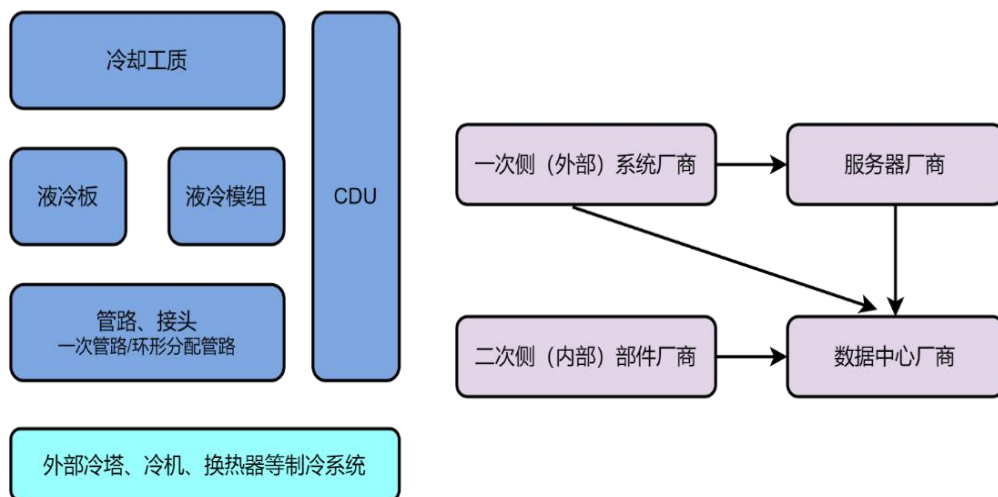 冷却工质
液冷板
液冷模组
CDU
管路、接头
一次管路/环形分配管路
外部冷塔、冷机、换热器等制冷系统
一次侧（外部）系统厂商
服务器厂商
二次侧（内部）部件厂商
数据中心厂商